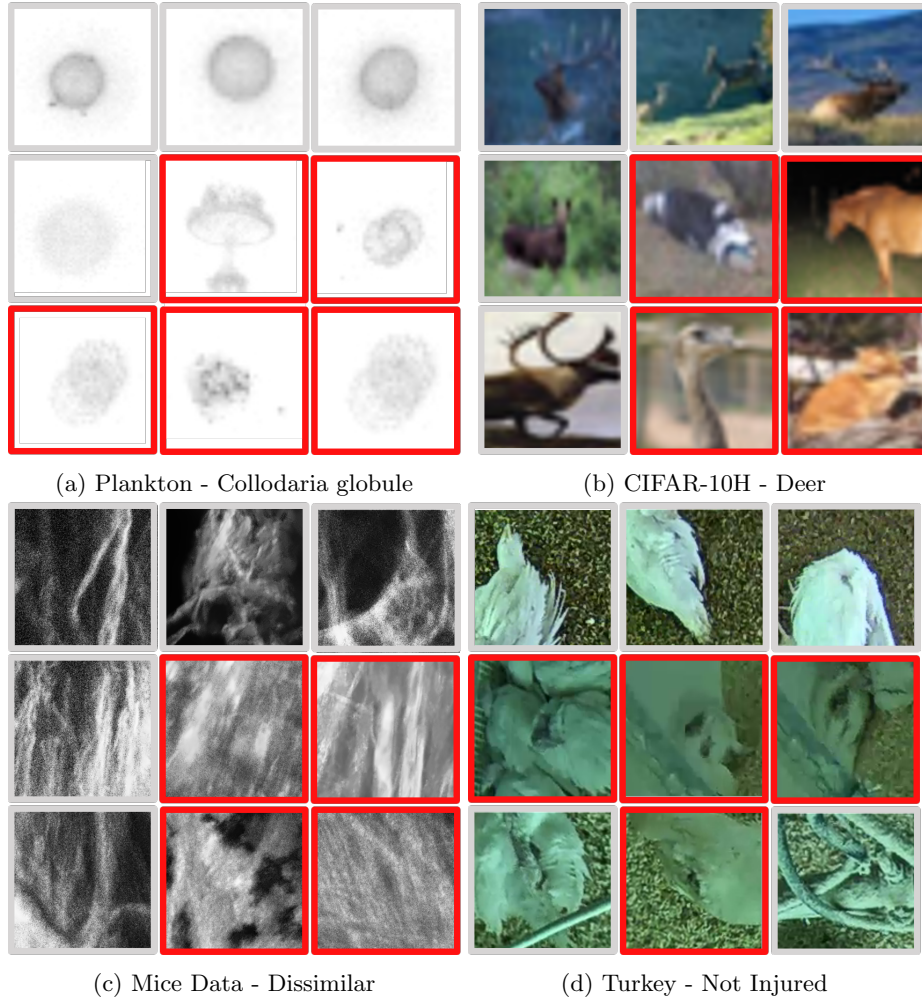 (a) Plankton - Collodaria globule
(b) CIFAR-10H - Deer
(c) Mice Data - Dissimilar
(d) Turkey - Not Injured